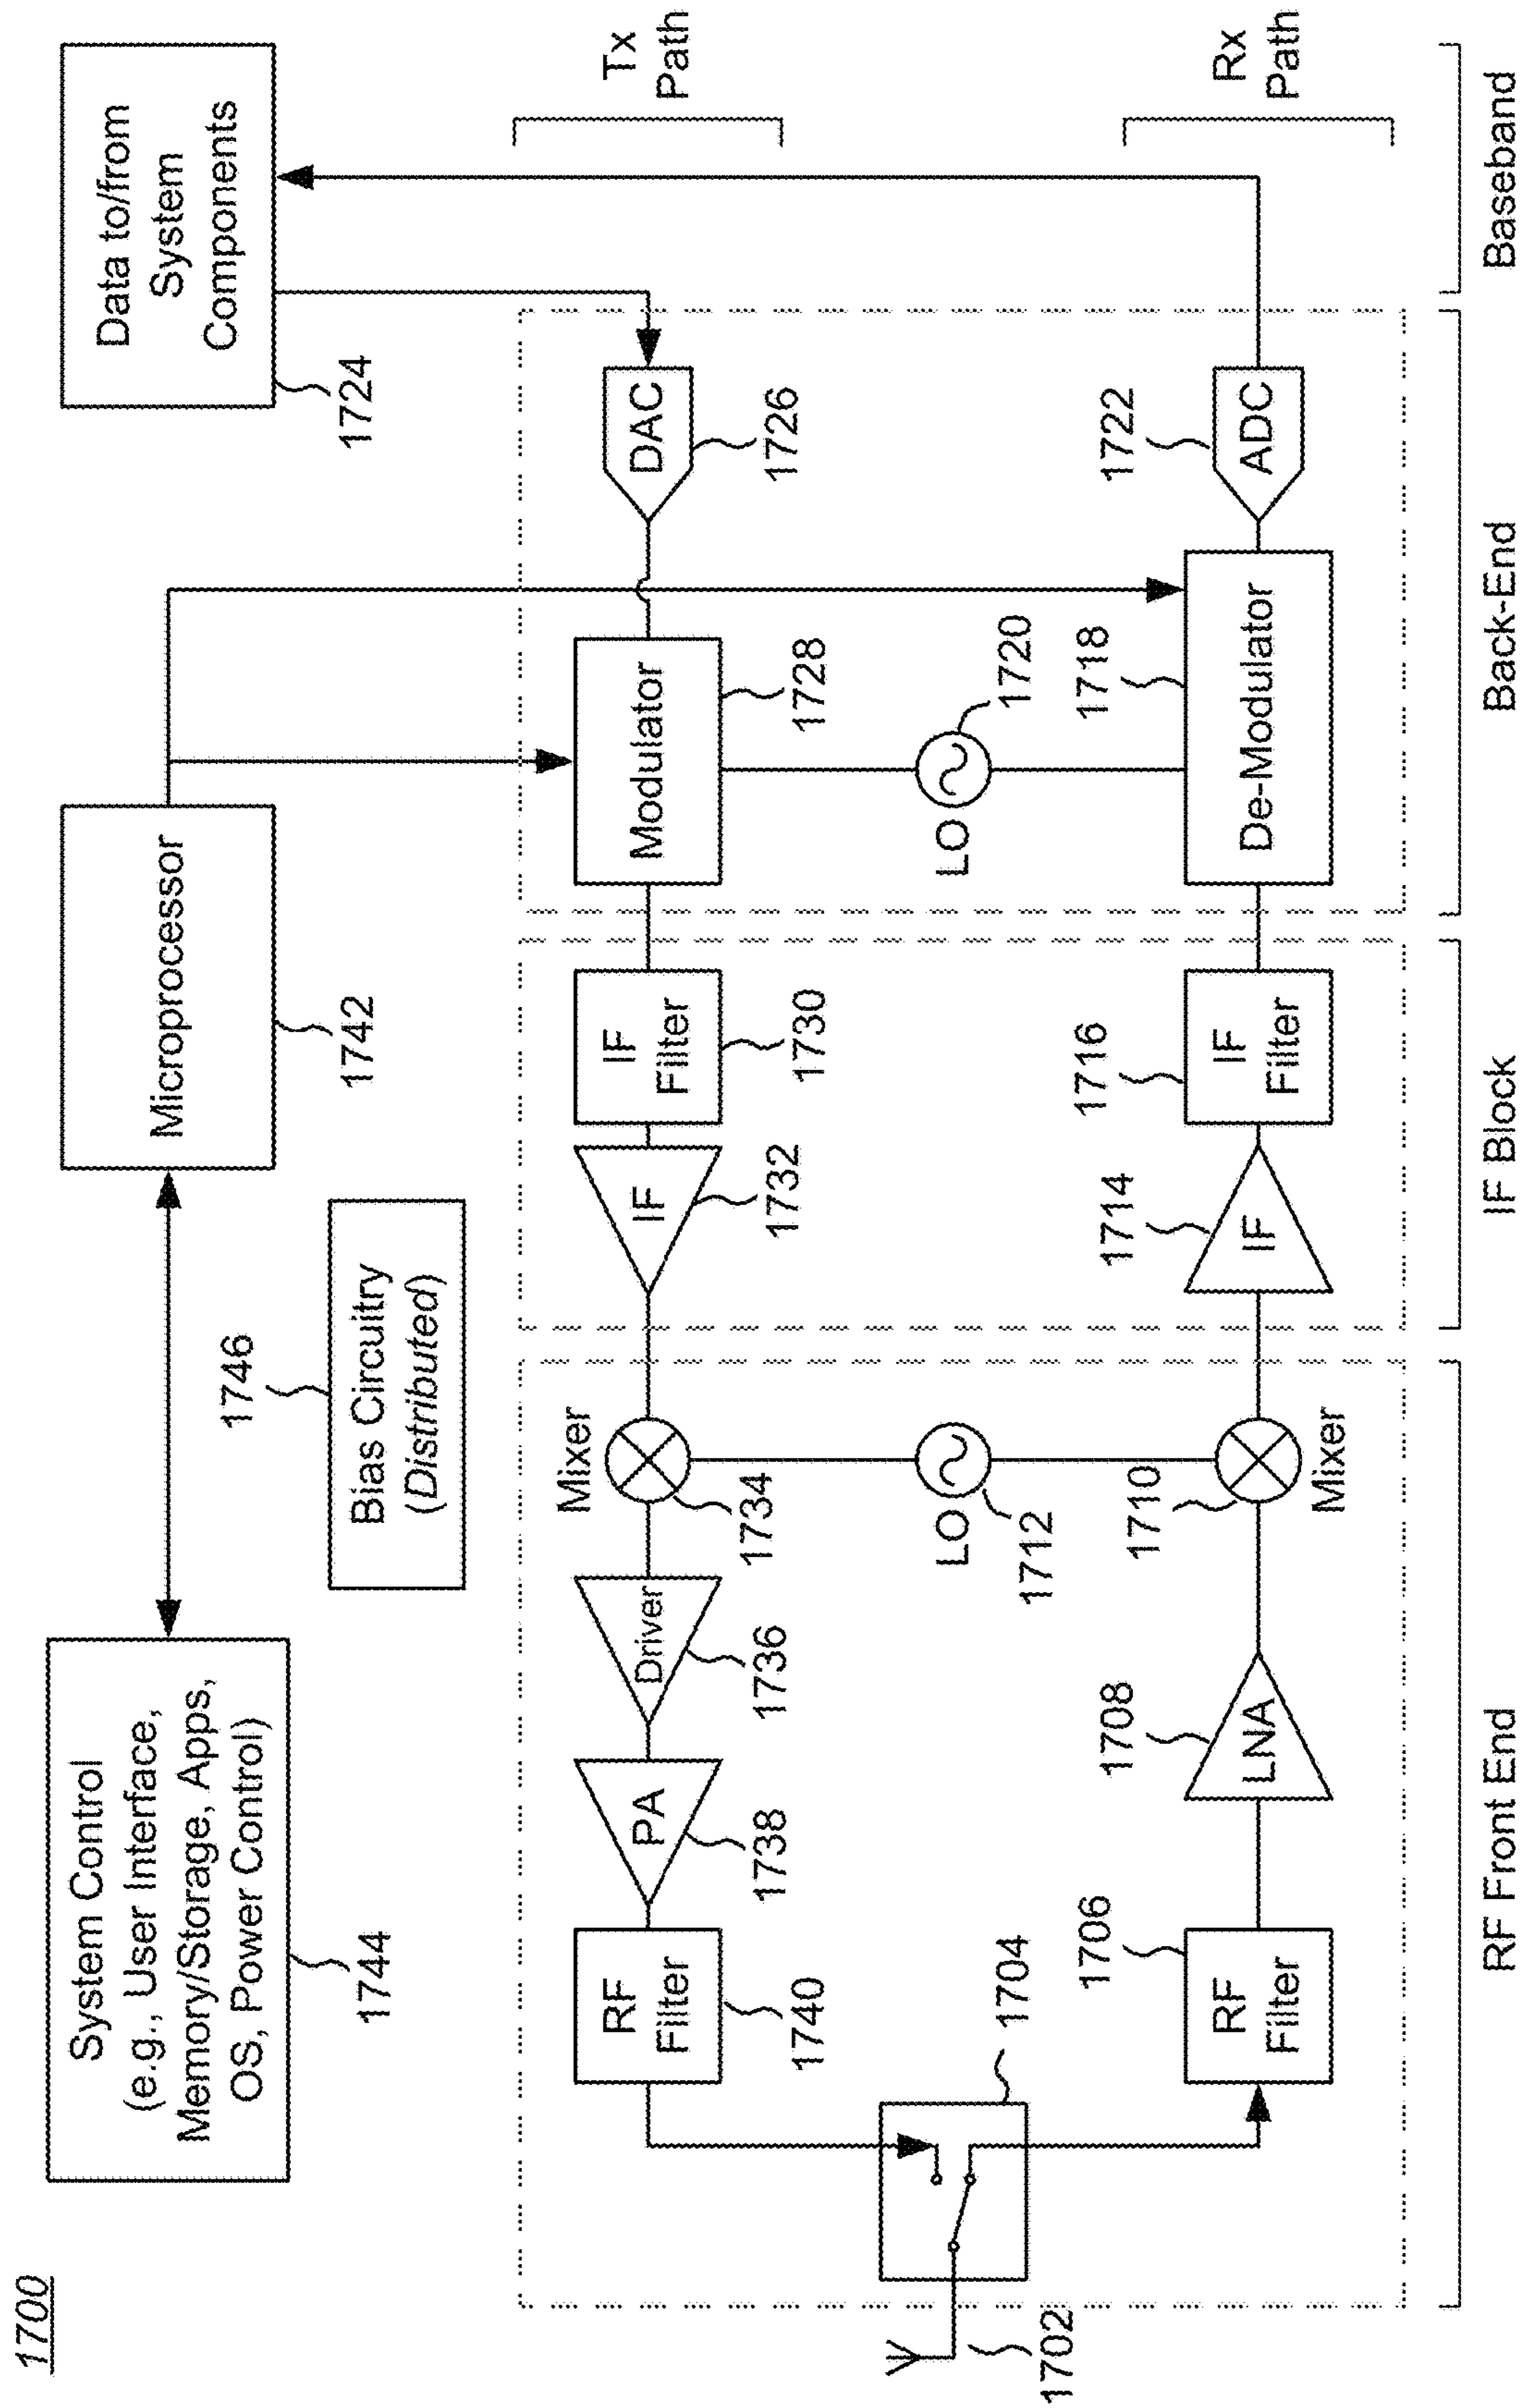 1700
System Control
(e.g., User Interface,
Memory/Storage, Apps,
OS, Power Control)
1744
Microprocessor
1742
Data to/from
System
Components
1724
1746
Bias Circuitry
(Distributed)
Tx
Path
RF
Filter
1740
PA
1738
Driver
1736
Mixer
1734
IF
1732
IF
Filter
1730
Modulator
1728
DAC
1726
1702
1704
LO
1712
LO
1720
Rx
Path
RF
Filter
1706
LNA
1708
Mixer
1710
IF
1714
IF
Filter
1716
De-Modulator
1718
ADC
1722
RF Front End
IF Block
Back-End
Baseband